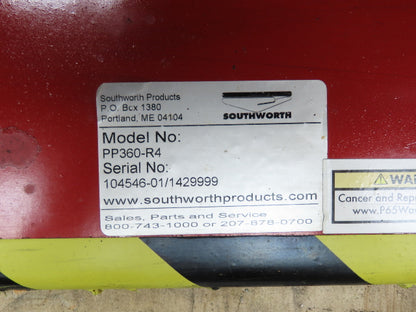 Southworth Products
P.O. Box 1380
Portland, ME 04104
SOUTHWORTH
Model No:
PP360-R4
Serial No:
104546-01/1429999
www.southworthproducts.com
Sales, Parts and Service
800-743-1000 or 207-878-0700
WA
Cancer and Rep
www.P65Wa